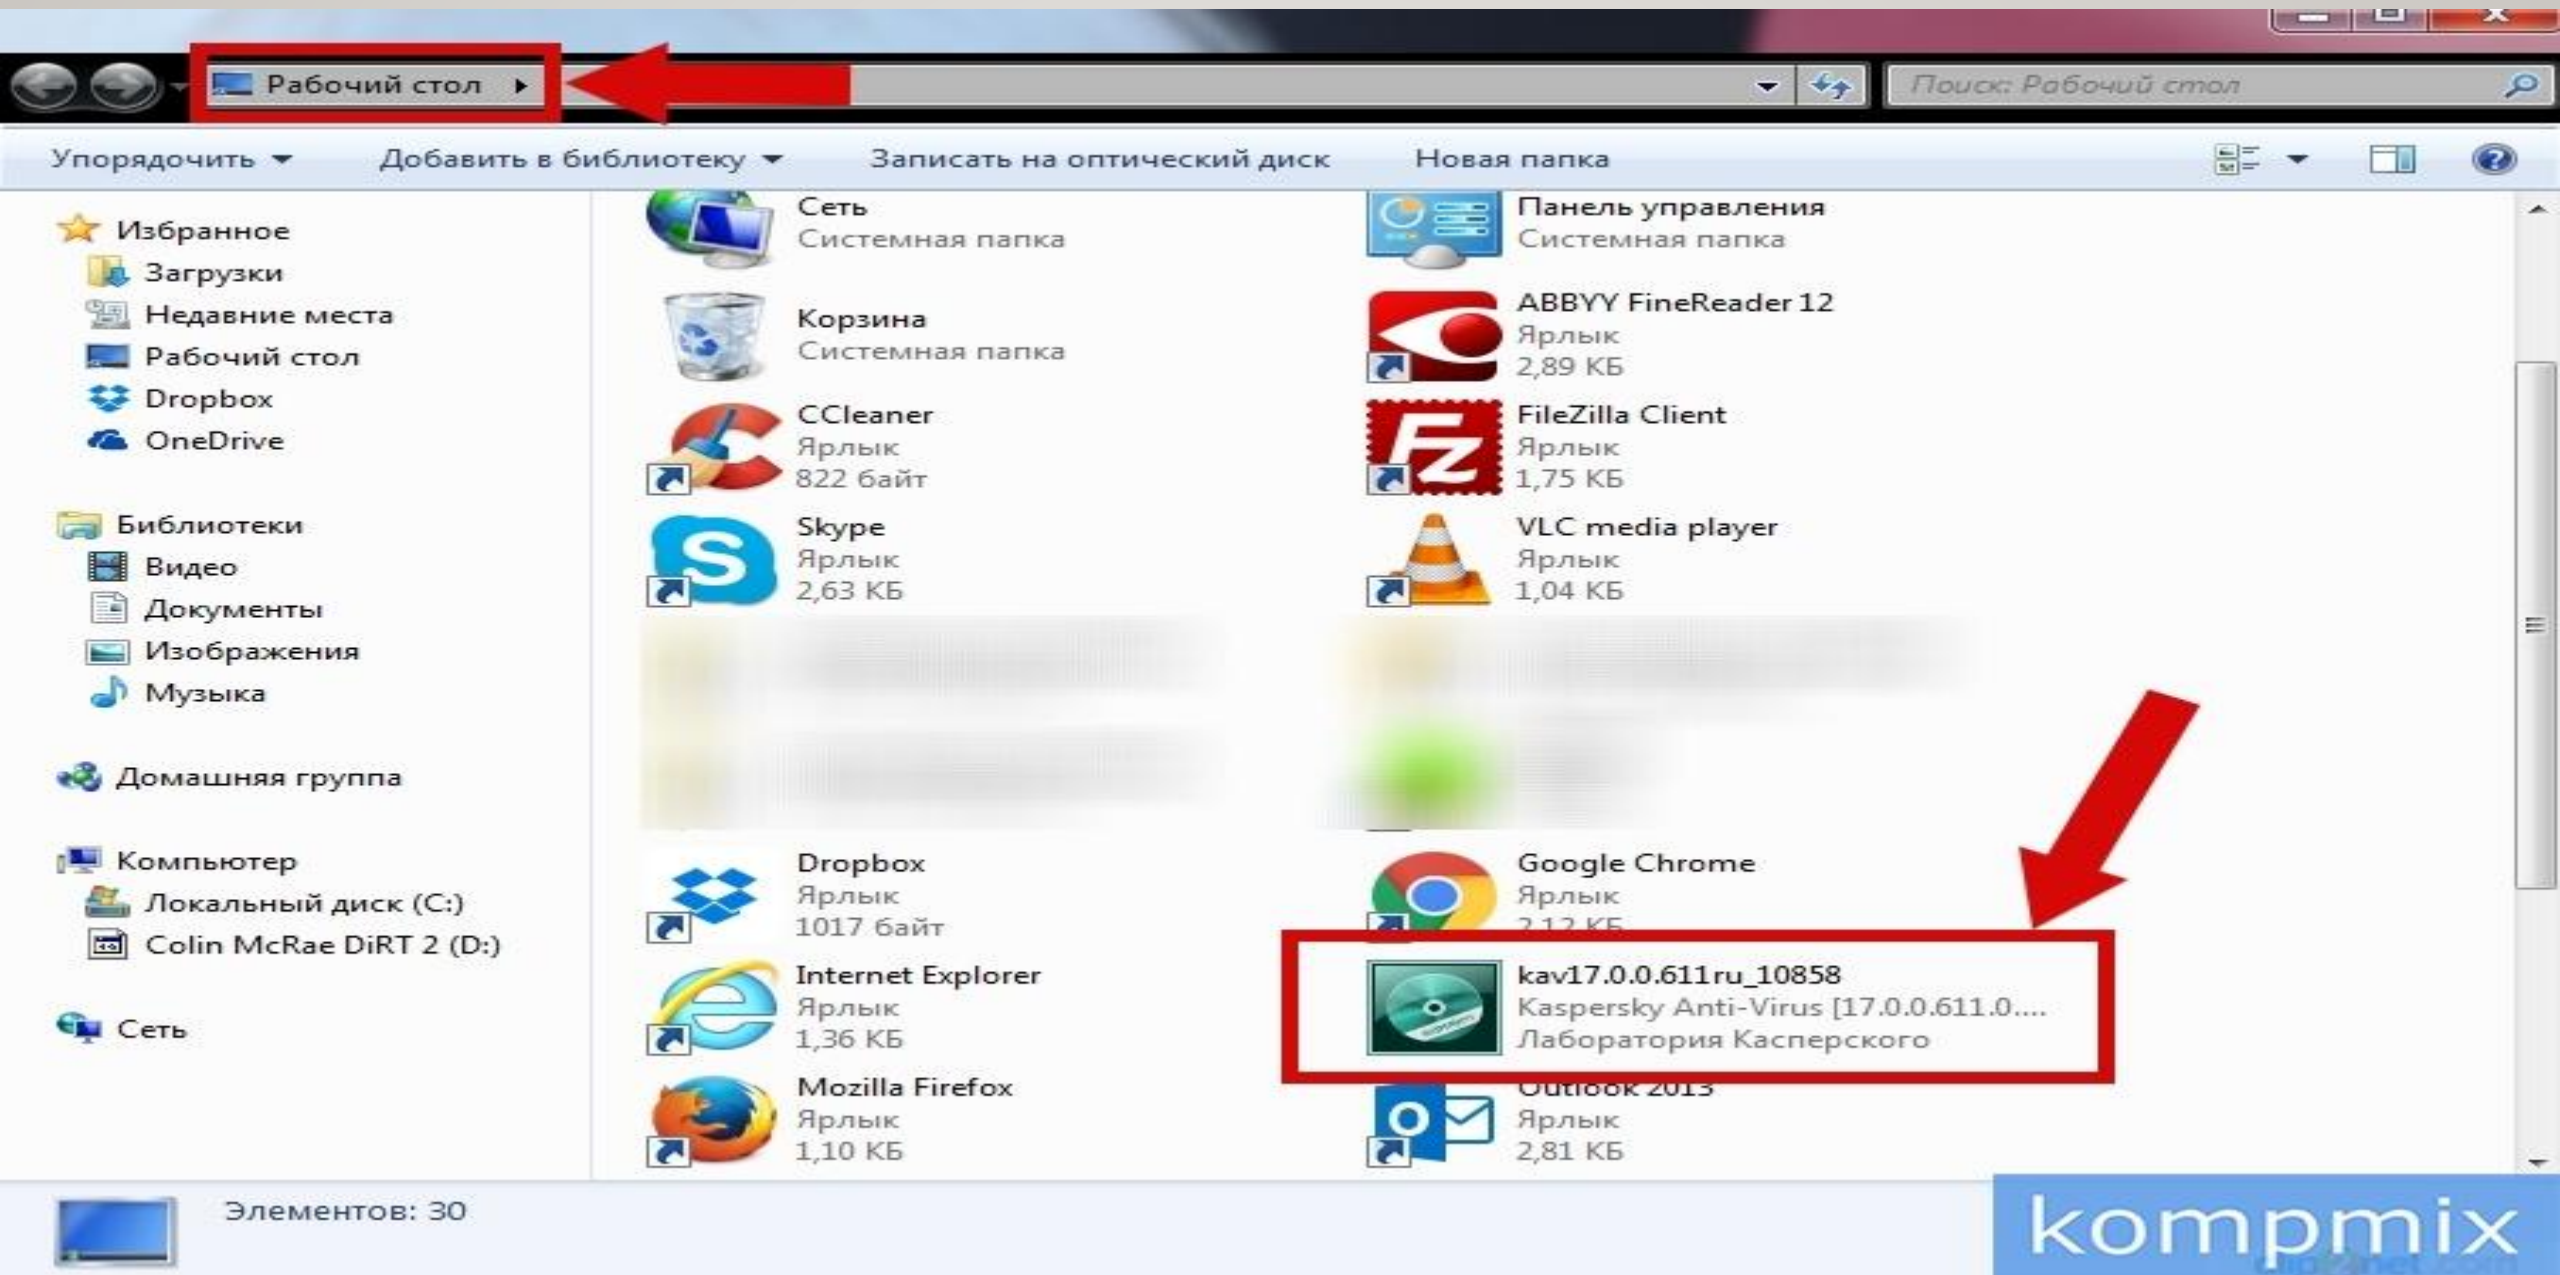 Рабочий стол
Поиск: Рабочий стол
Упорядочить
Добавить в библиотеку
Записать на оптический диск
Новая папка
Избранное
Загрузки
Недавние места
Рабочий стол
Dropbox
OneDrive
Библиотеки
Видео
Документы
Изображения
Музыка
Домашняя группа
Компьютер
Локальный диск (C:)
Colin McRae DiRT 2 (D:)
Сеть
Сеть
Системная папка
Панель управления
Системная папка
Корзина
Системная папка
ABBYY FineReader 12
Ярлык
2,89 КБ
CCleaner
Ярлык
822 байт
FileZilla Client
Ярлык
1,75 КБ
Skype
Ярлык
2,63 КБ
VLC media player
Ярлык
1,04 КБ
Dropbox
Ярлык
1017 байт
Google Chrome
Ярлык
2,12 КБ
Internet Explorer
Ярлык
1,36 КБ
kav17.0.0.611ru_10858
Kaspersky Anti-Virus [17.0.0.611.0....
Лаборатория Касперского
Mozilla Firefox
Ярлык
1,10 КБ
Outlook 2013
Ярлык
2,81 КБ
Элементов: 30
kompmix